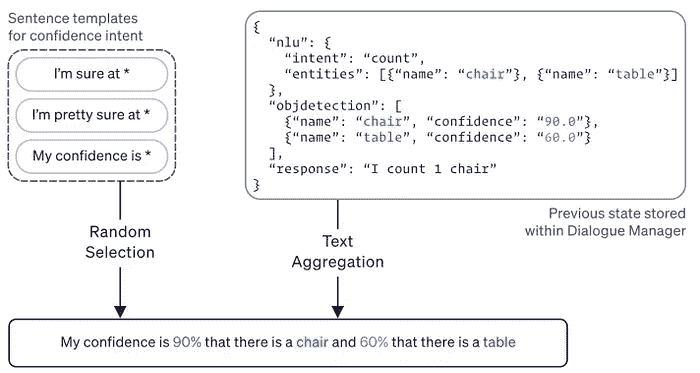 Sentence templates
for confidence intent
I'm sure at *
I'm pretty sure at *
My confidence is *
Random
Selection
{
“nlu”: {
“intent”: “count”,
“entities”: [{“name”: “chair”}, {“name”: “table”}]
},
“objdetection”: [
{“name”: “chair”, “confidence”: “90.0”},
{“name”: “table”, “confidence”: “60.0”}
],
“response”: “I count 1 chair”
}
Previous state stored
within Dialogue Manager
Text
Aggregation
My confidence is 90% that there is a chair and 60% that there is a table